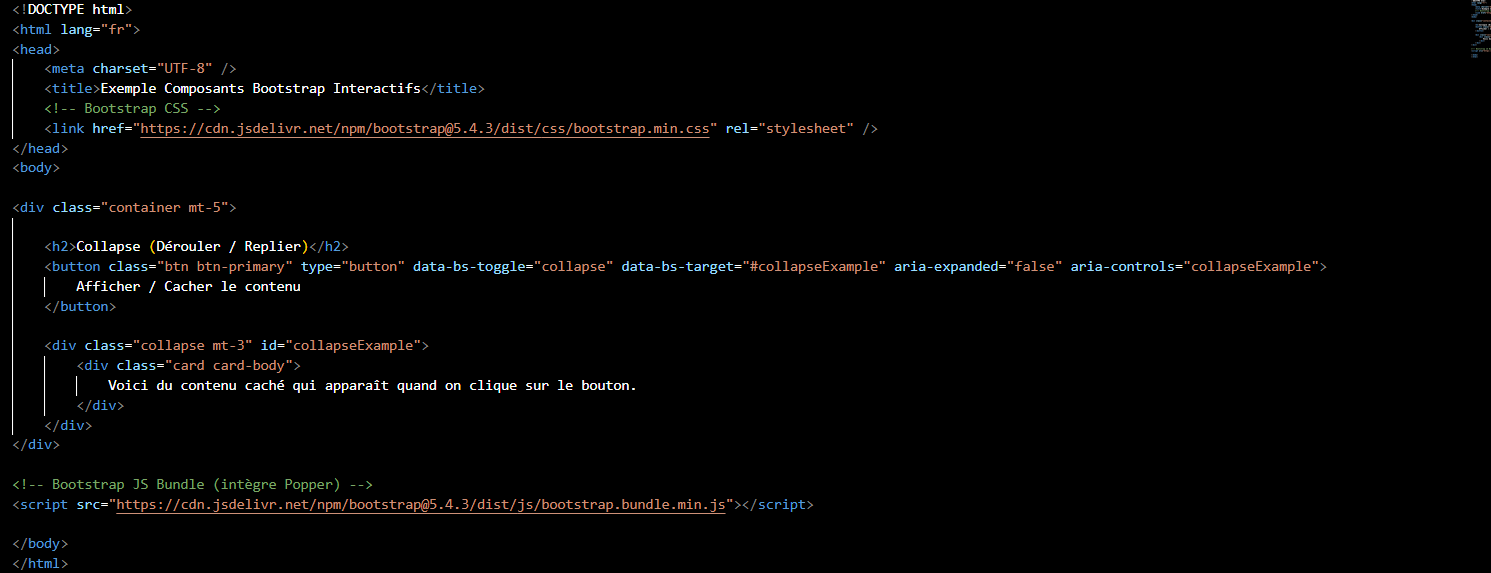 <!DOCTYPE html>
<html lang="fr">
<head>
    <meta charset="UTF-8" />
    <title>Exemple Composants Bootstrap Interactifs</title>
    <!-- Bootstrap CSS -->
    <link href="https://cdn.jsdelivr.net/npm/bootstrap@5.4.3/dist/css/bootstrap.min.css" rel="stylesheet" />
</head>
<body>

<div class="container mt-5">

    <h2>Collapse (Dérouler / Replier)</h2>
    <button class="btn btn-primary" type="button" data-bs-toggle="collapse" data-bs-target="#collapseExample" aria-expanded="false" aria-controls="collapseExample">
        Afficher / Cacher le contenu
    </button>

    <div class="collapse mt-3" id="collapseExample">
        <div class="card card-body">
            Voici du contenu caché qui apparaît quand on clique sur le bouton.
        </div>
    </div>
</div>

<!-- Bootstrap JS Bundle (intègre Popper) -->
<script src="https://cdn.jsdelivr.net/npm/bootstrap@5.4.3/dist/js/bootstrap.bundle.min.js"></script>

</body>
</html>